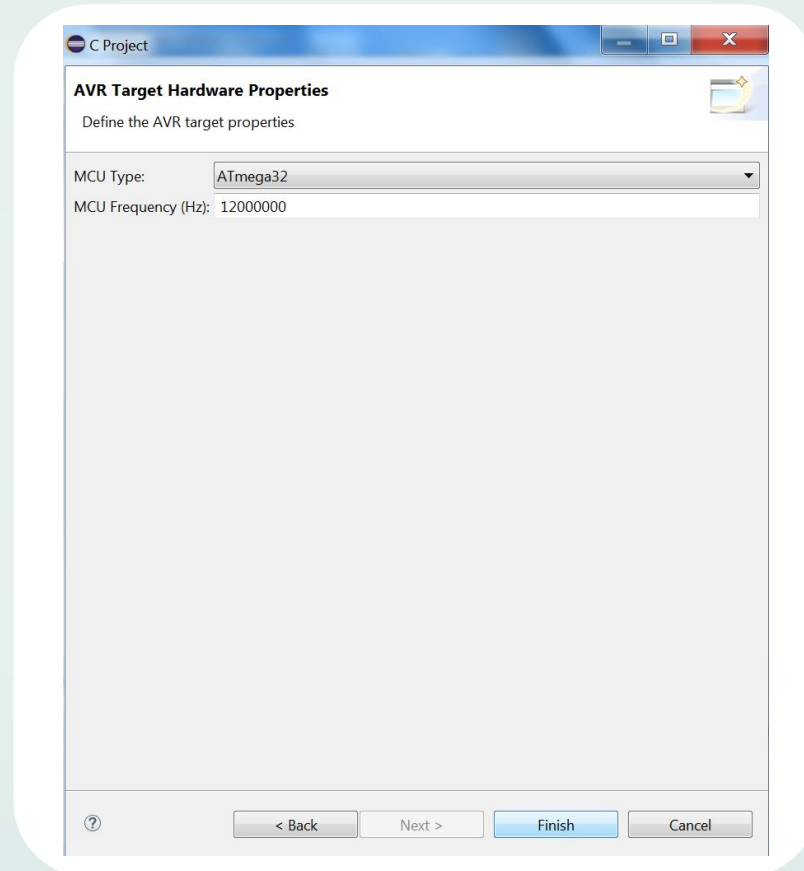 C Project
AVR Target Hardware Properties
Define the AVR target properties
MCU Type: ATmega32
MCU Frequency (Hz): 12000000
< Back Next > Finish Cancel